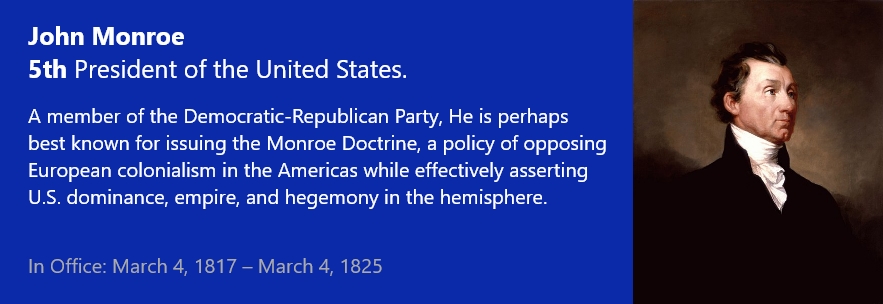 John Monroe
5th President of the United States.
A member of the Democratic-Republican Party, He is perhaps
best known for issuing the Monroe Doctrine, a policy of opposing
European colonialism in the Americas while effectively asserting
U.S. dominance, empire, and hegemony in the hemisphere.
In Office: March 4, 1817 – March 4, 1825